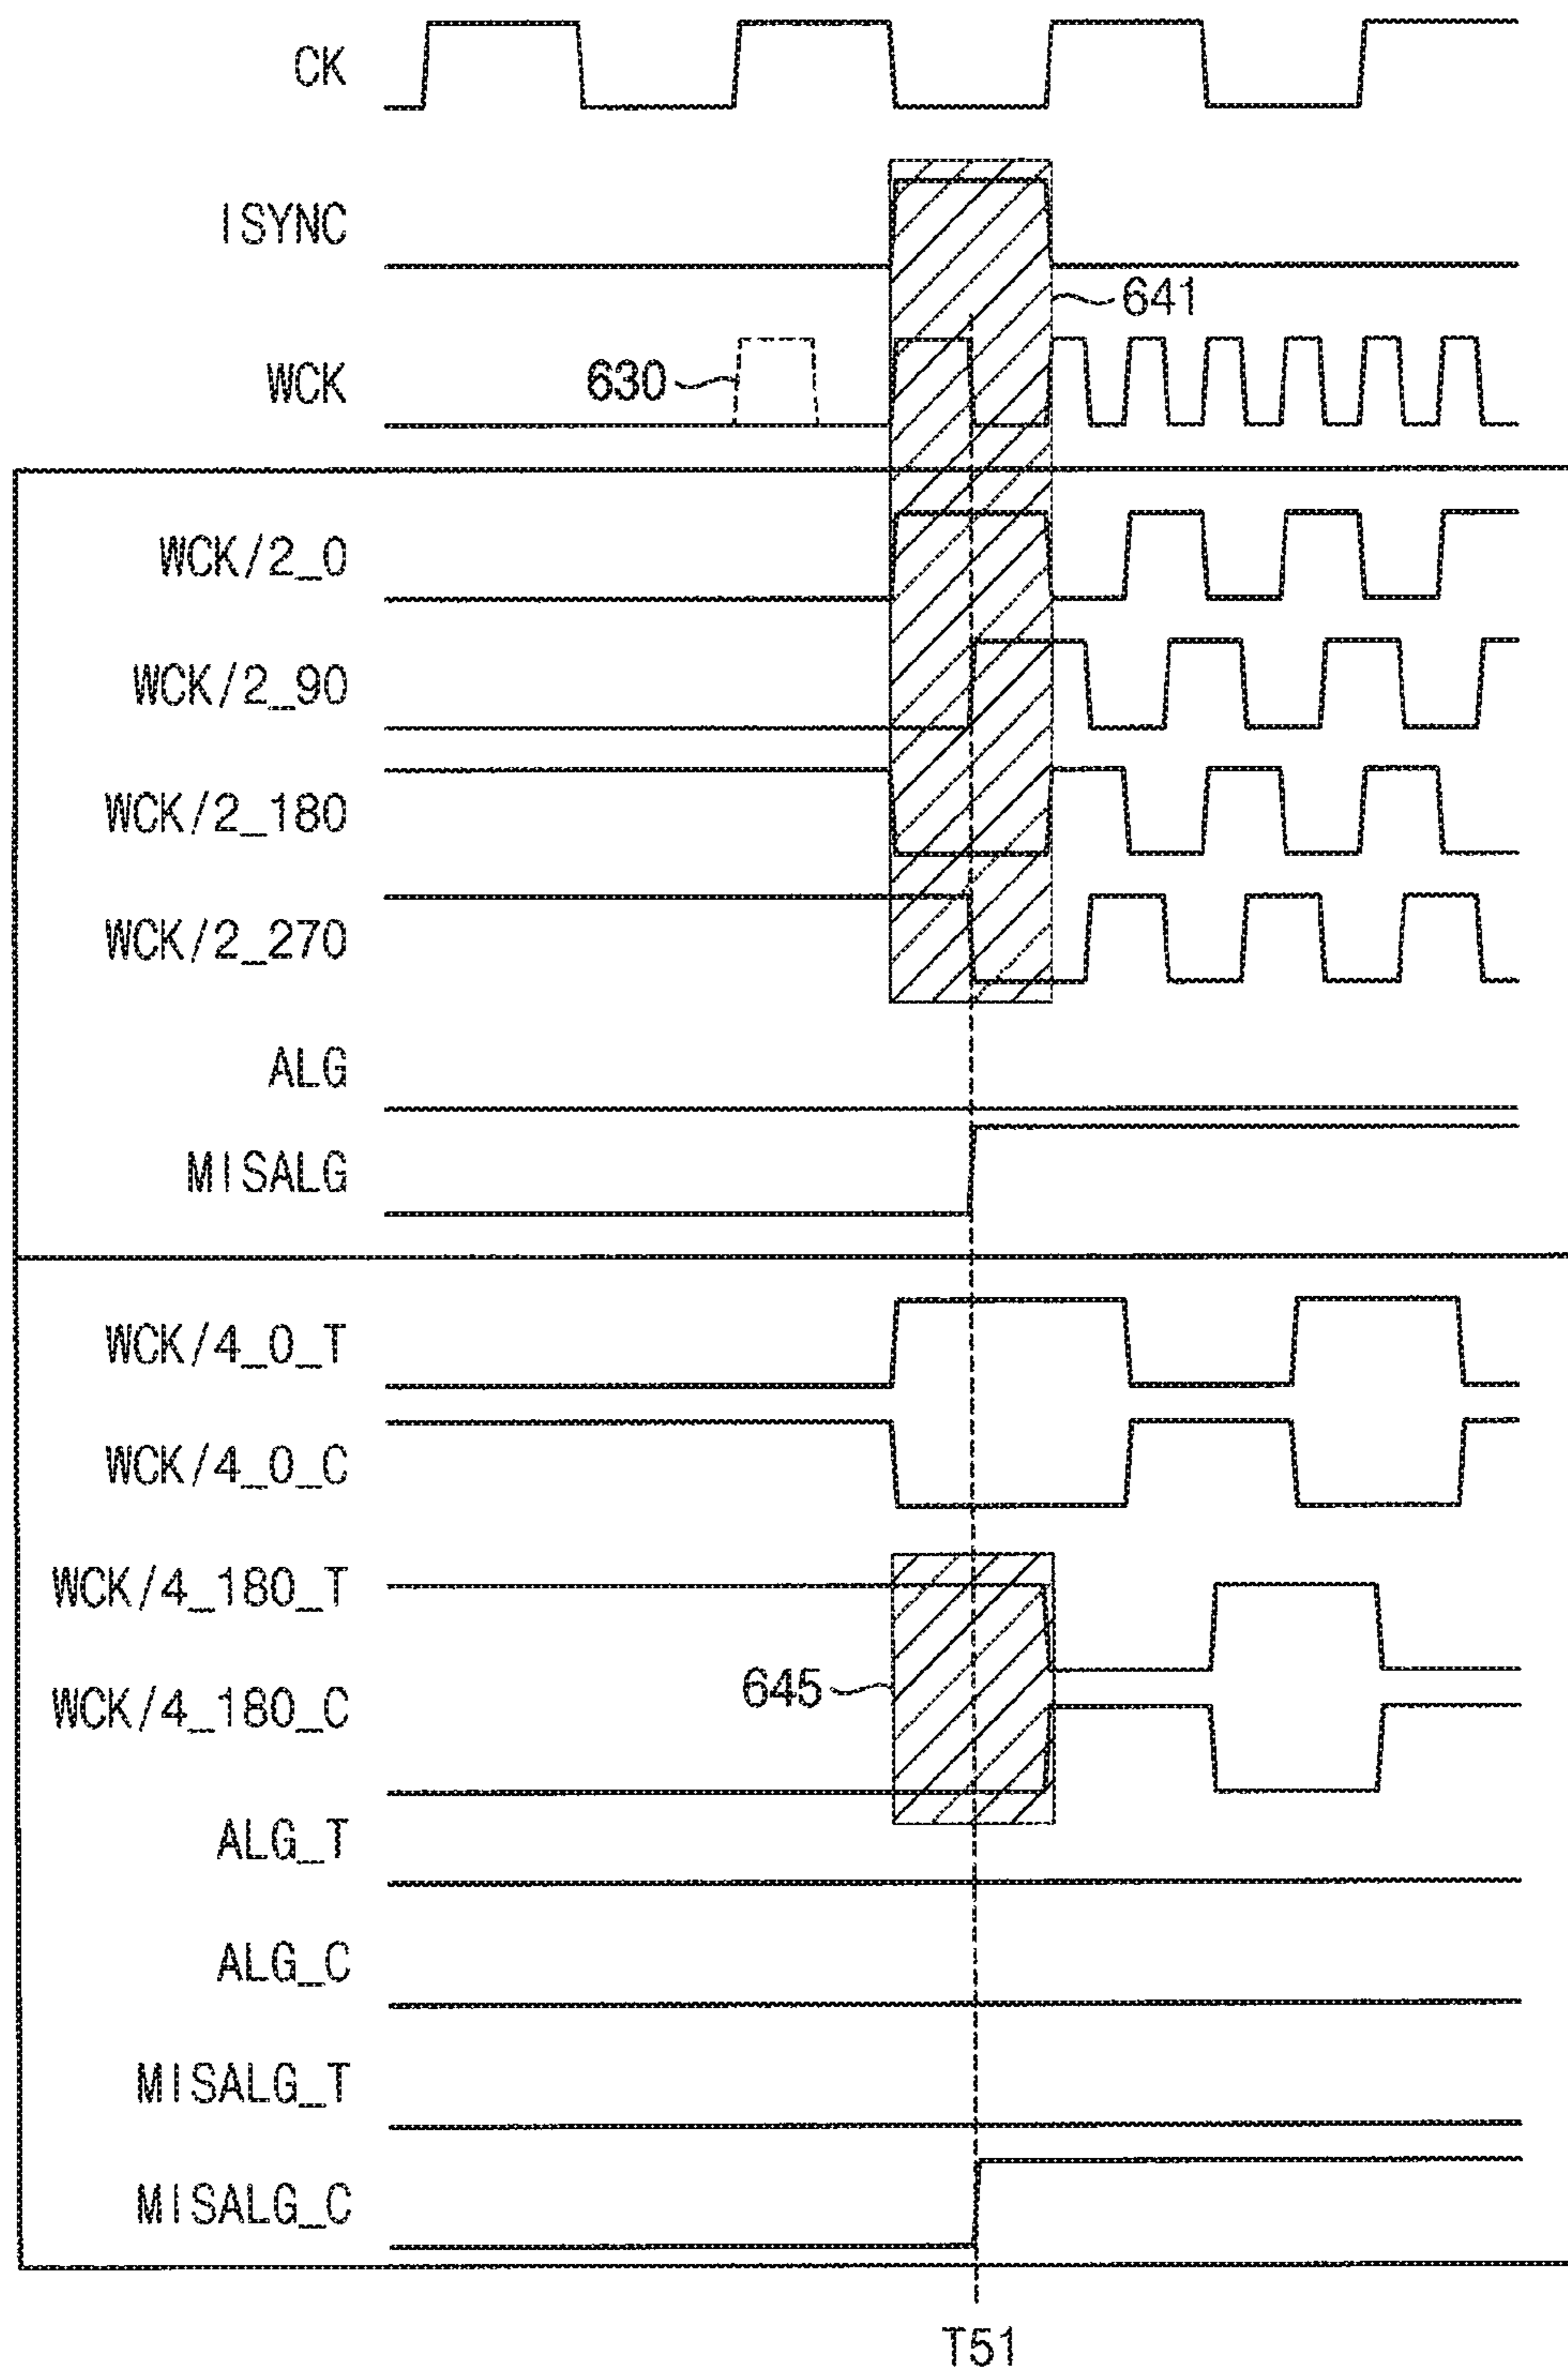 CK
ISYNC
641
WCK
630
WCK/2_0
WCK/2_90
WCK/2_180
WCK/2_270
ALG
MISALG
WCK/4_0_T
WCK/4_0_C
WCK/4_180_T
645
WCK/4_180_C
ALG_T
ALG_C
MISALG_T
MISALG_C
T51